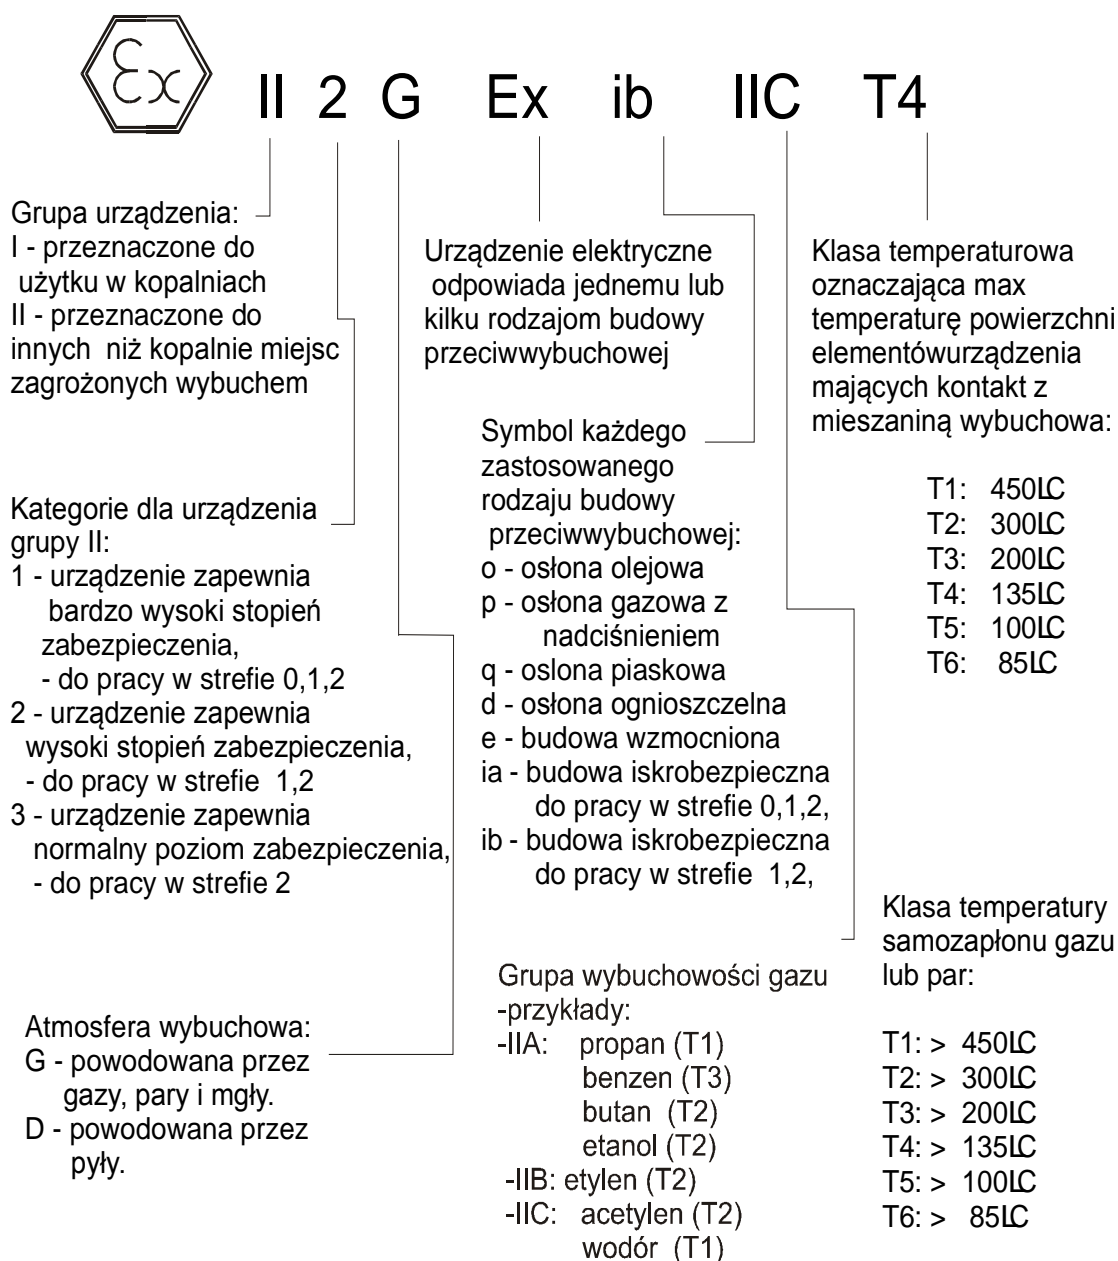 Ex II 2 G Ex ib IIC T4
Grupa urządzenia:
I - przeznaczone do
użytku w kopalniach
II - przeznaczone do
innych niż kopalnie miejsc
zagrożonych wybuchem
Kategorie dla urządzenia
grupy II:
1 - urządzenie zapewnia
bardzo wysoki stopień
zabezpieczenia,
- do pracy w strefie 0,1,2
2 - urządzenie zapewnia
wysoki stopień zabezpieczenia,
- do pracy w strefie 1,2
3 - urządzenie zapewnia
normalny poziom zabezpieczenia,
- do pracy w strefie 2
Atmosfera wybuchowa:
G - powodowana przez
gazy, pary i mgły.
D - powodowana przez
pyły.
Urządzenie elektryczne
odpowiada jednemu lub
kilku rodzajom budowy
przeciwwybuchowej
Symbol każdego
zastosowanego
rodzaju budowy
przeciwwybuchowej:
o - osłona olejowa
p - osłona gazowa z
nadciśnieniem
q - oslona piaskowa
d - osłona ognioszczelna
e - budowa wzmocniona
ia - budowa iskrobezpieczna
do pracy w strefie 0,1,2,
ib - budowa iskrobezpieczna
do pracy w strefie 1,2,
Grupa wybuchowości gazu
-przykłady:
-IIA: propan (T1)
benzen (T3)
butan (T2)
etanol (T2)
-IIB: etylen (T2)
-IIC: acetylen (T2)
wodór (T1)
Klasa temperaturowa
oznaczająca max
temperaturę powierzchni
elementówurządzenia
mających kontakt z
mieszaniną wybuchowa:
T1: 450LC
T2: 300LC
T3: 200LC
T4: 135LC
T5: 100LC
T6: 85LC
Klasa temperatury
samozapłonu gazu
lub par:
T1: > 450LC
T2: > 300LC
T3: > 200LC
T4: > 135LC
T5: > 100LC
T6: > 85LC